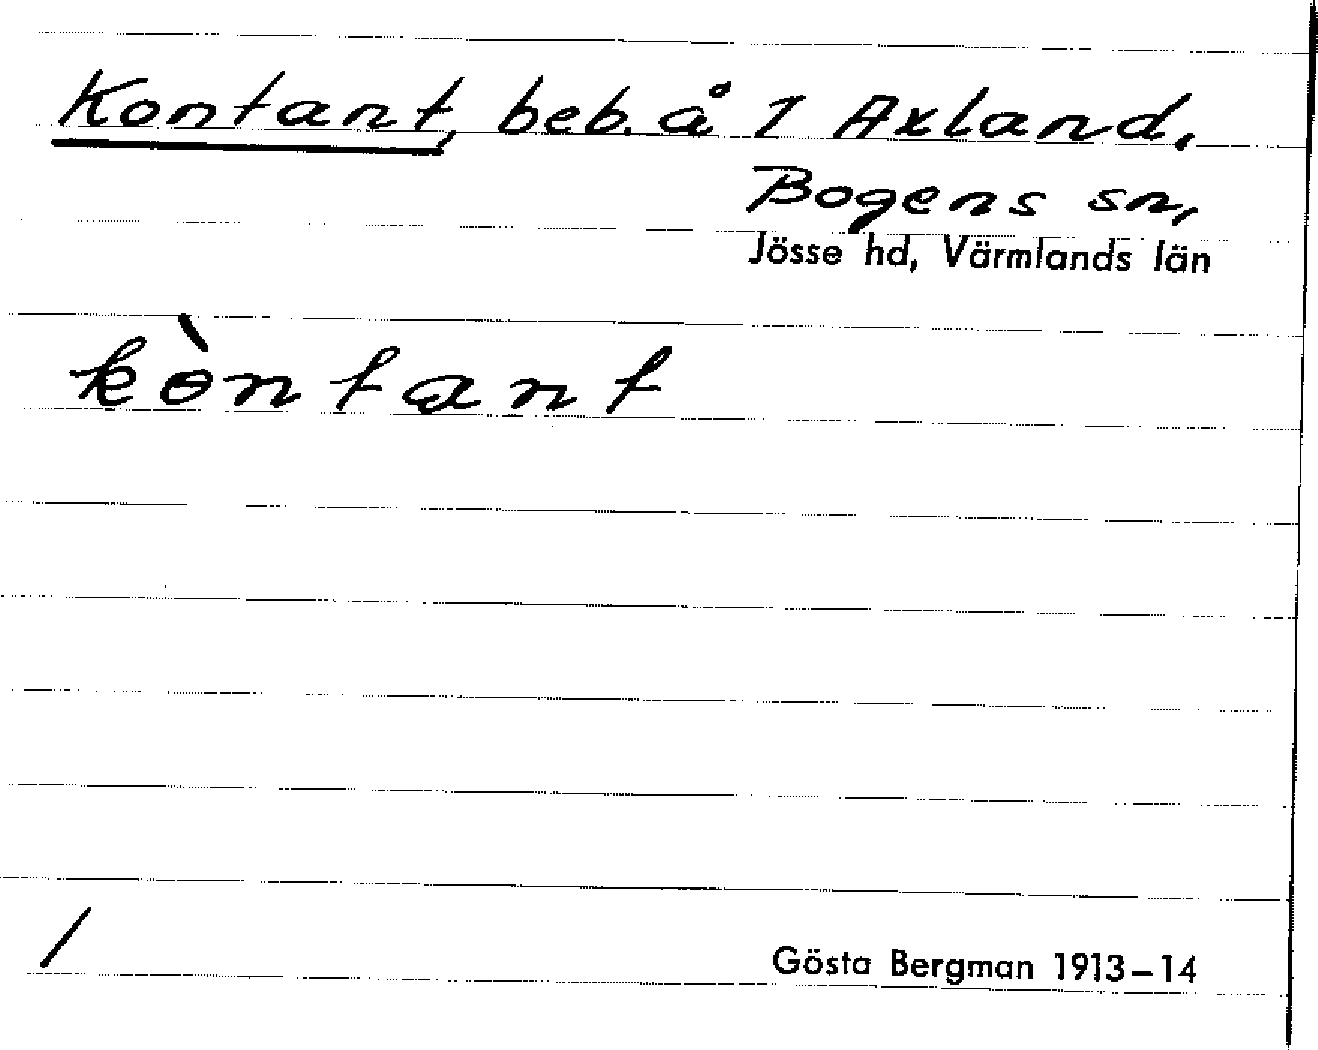 Kontant, beb. å 1 Axland,
Bogens sn,
Jösse hd, Värmlands län
kòntant
/
Gösta Bergman 1913–14